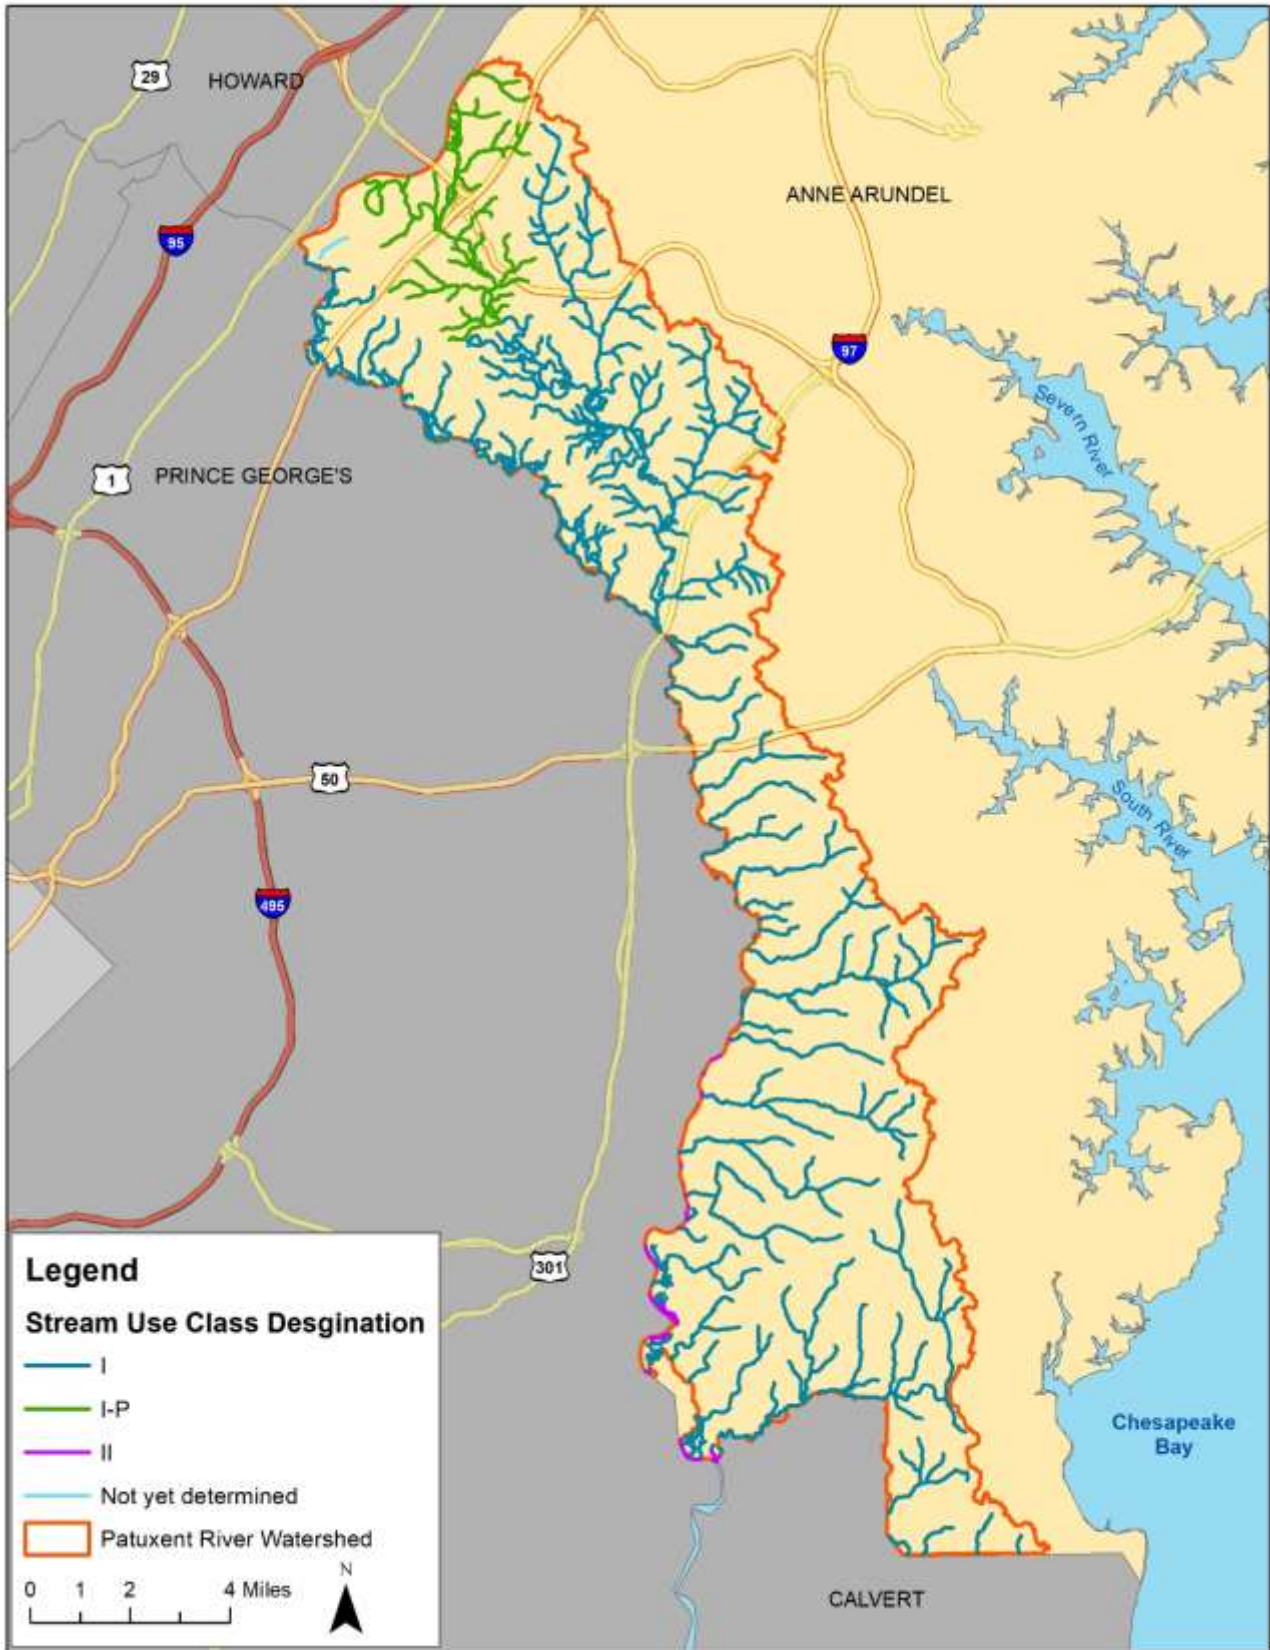 29
HOWARD
ANNE ARUNDEL
95
97
Severn River
1
PRINCE GEORGE'S
50
South River
495
301
Chesapeake
Bay
CALVERT
Legend
Stream Use Class Desgination
I
I-P
II
Not yet determined
Patuxent River Watershed
0 1 2 4 Miles
N